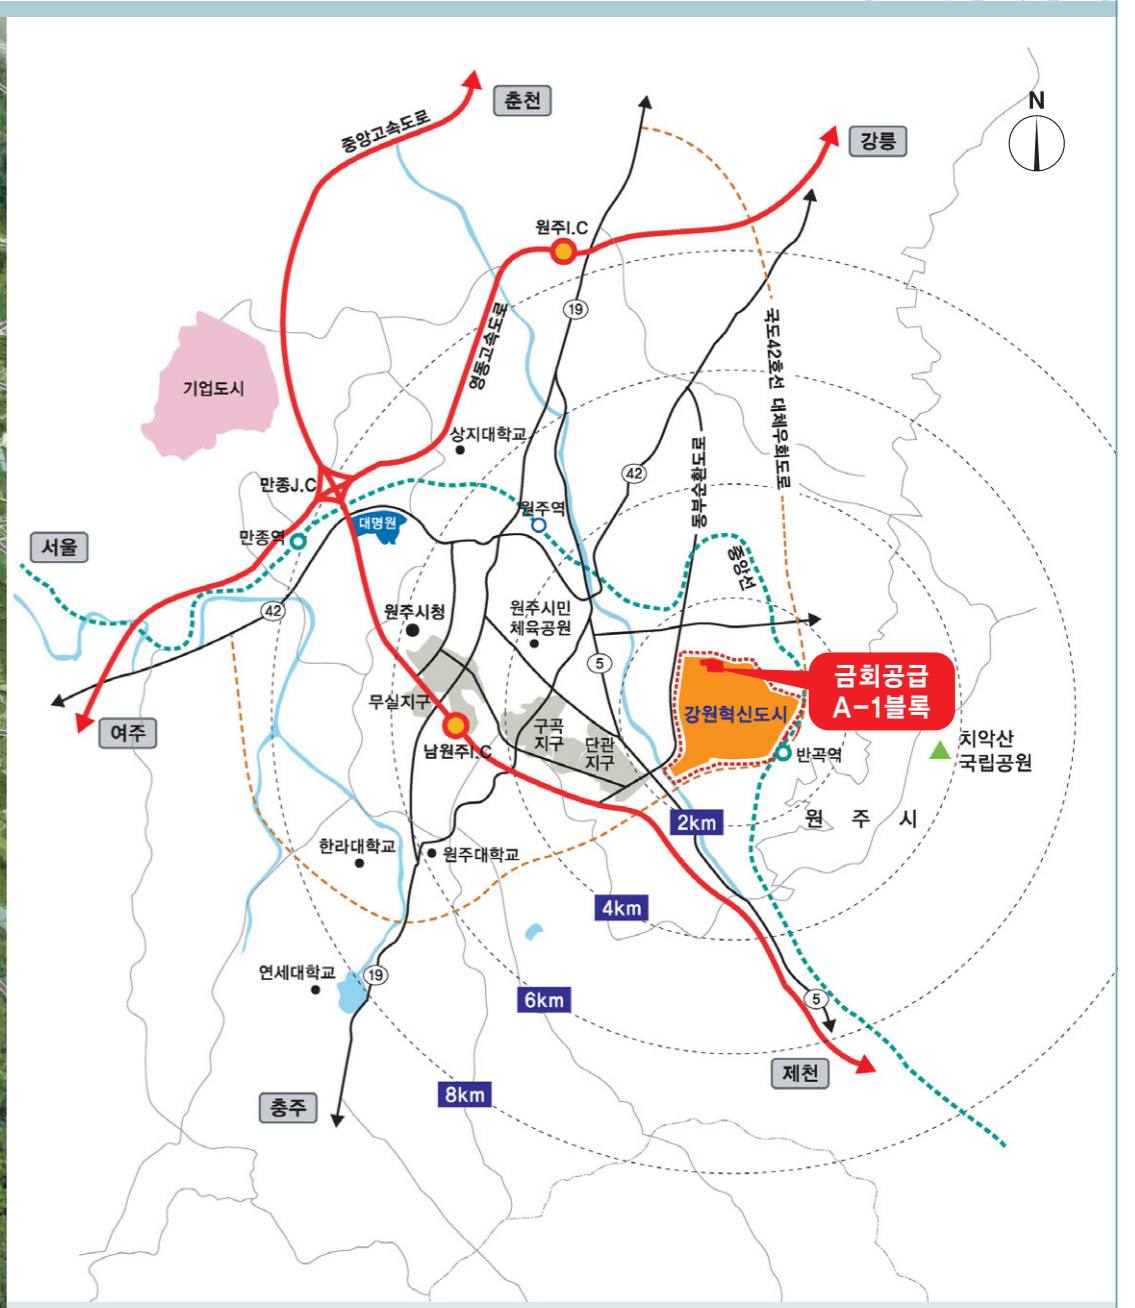 춘천
중앙고속도로
N
강릉
원주I.C
19
영동고속도로
국도42호선 대체우회도로
기업도시
상지대학교
42
동부순환도로
만종J.C
원주역
대명원
서울
만종역
중앙선
42
원주시청
원주시민
체육공원
5
금회공급
A-1블록
무실지구
강원혁신도시
여주
남원주I.C
구곡
지구
단관
지구
반곡역
치악산
국립공원
2km
원 주 시
한라대학교
원주대학교
4km
연세대학교
19
6km
5
제천
8km
충주